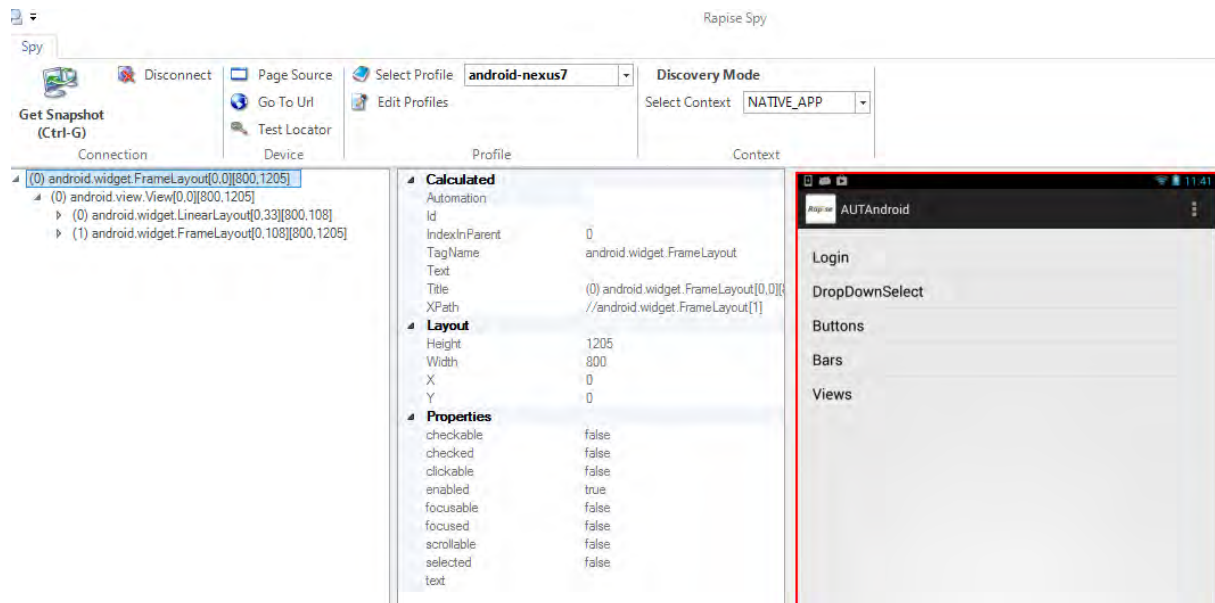 Rapise Spy
Spy
Get Snapshot
(Ctrl-G)
Disconnect
Connection
Page Source
Go To Url
Test Locator
Device
Select Profile android-nexus7
Edit Profiles
Profile
Discovery Mode
Select Context NATIVE_APP
Context
(0) android.widget.FrameLayout[0,0][800,1205]
(0) android.view.View[0,0][800,1205]
(0) android.widget.LinearLayout[0,33][800,108]
(1) android.widget.FrameLayout[0,108][800,1205]
Calculated
Automation
Id
IndexInParent 0
TagName android.widget.FrameLayout
Text
Title (0) android.widget.FrameLayout[0,0][
XPath //android.widget.FrameLayout[1]
Layout
Height 1205
Width 800
X 0
Y 0
Properties
checkable false
checked false
clickable false
enabled true
focusable false
focused false
scrollable false
selected false
text
11:41
Rapise AUTAndroid
Login
DropDownSelect
Buttons
Bars
Views